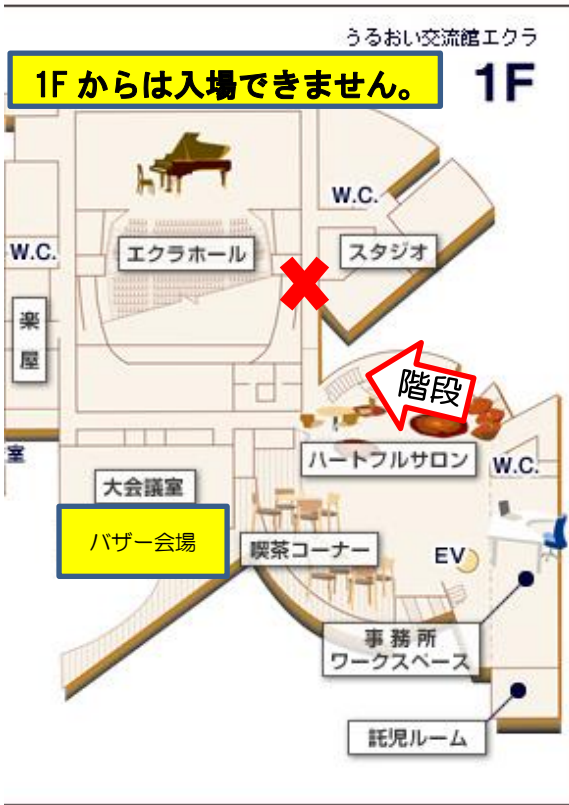 うるおい交流館エクラ
1F
1Fからは入場できません。
W.C.
W.C.
エクラホール
スタジオ
楽屋
階段
室
ハートフルサロン
W.C.
大会議室
バザー会場
喫茶コーナー
EV
事務所
ワークスペース
託児ルーム